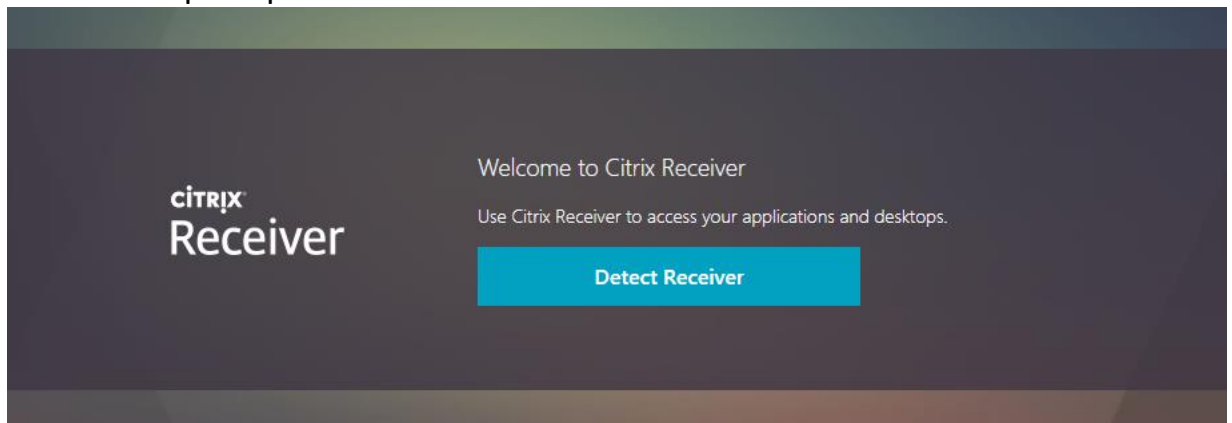 Welcome to Citrix Receiver
CITRIX
Receiver
Use Citrix Receiver to access your applications and desktops.
Detect Receiver